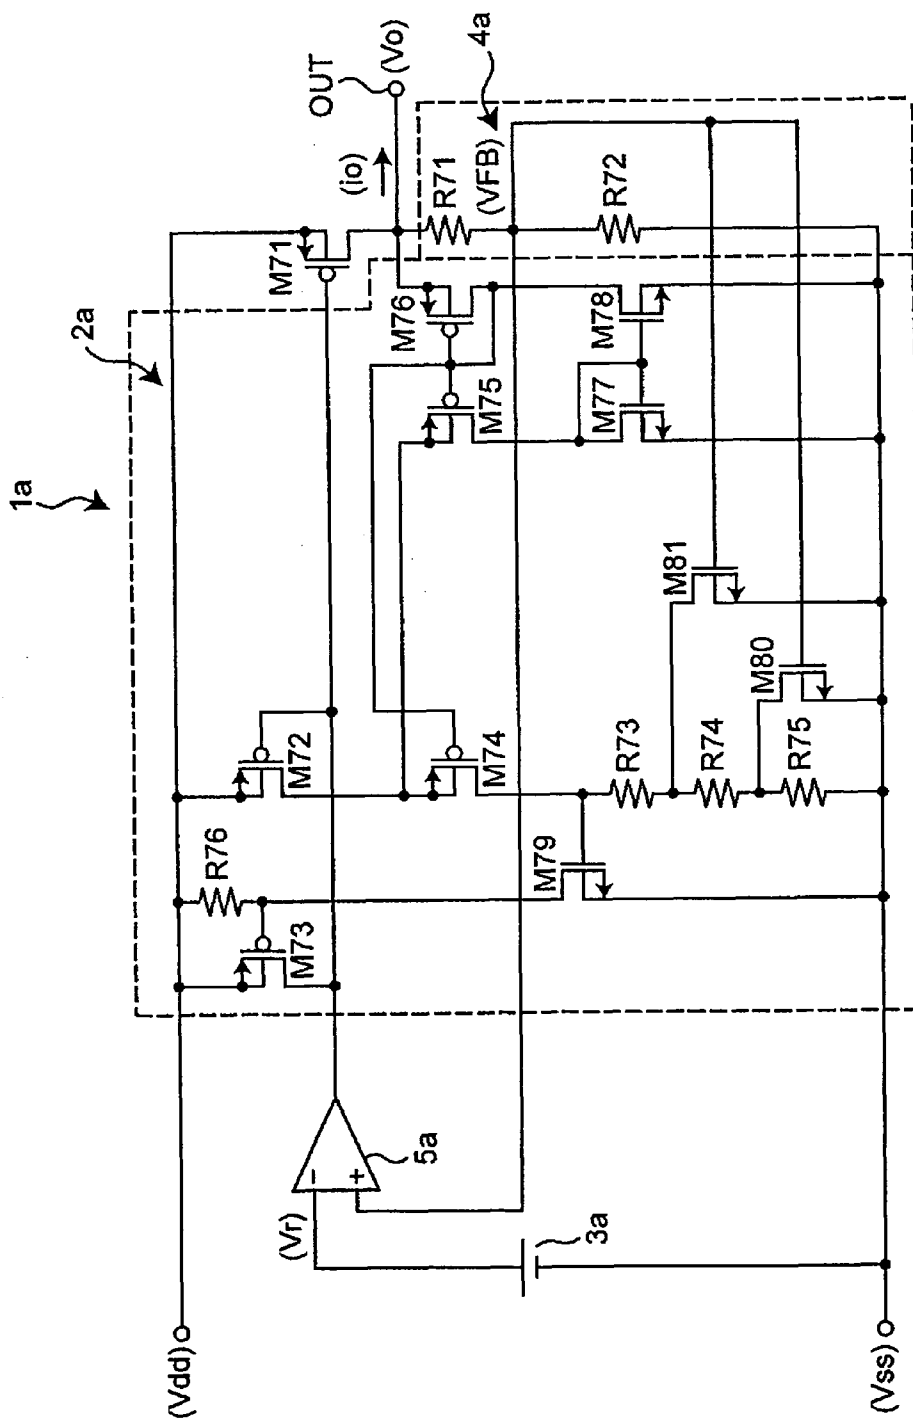 1a
2a
OUT
(Vo)
(io)
4a
M71
R71
(VFB)
R72
M76
M75
M78
M77
M72
M74
M81
M80
R76
M73
M79
R73
R74
R75
5a
−
+
(Vr)
3a
(Vdd)
(Vss)